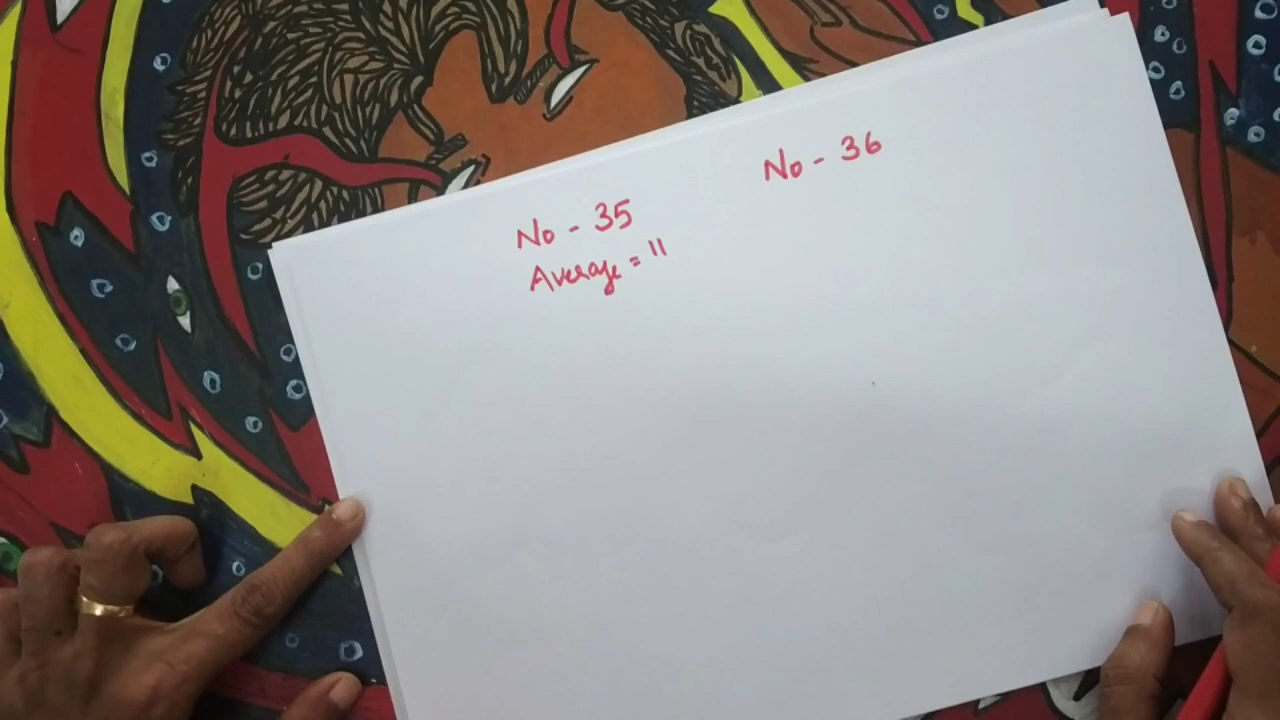 No - 35
Average = 11
No - 36